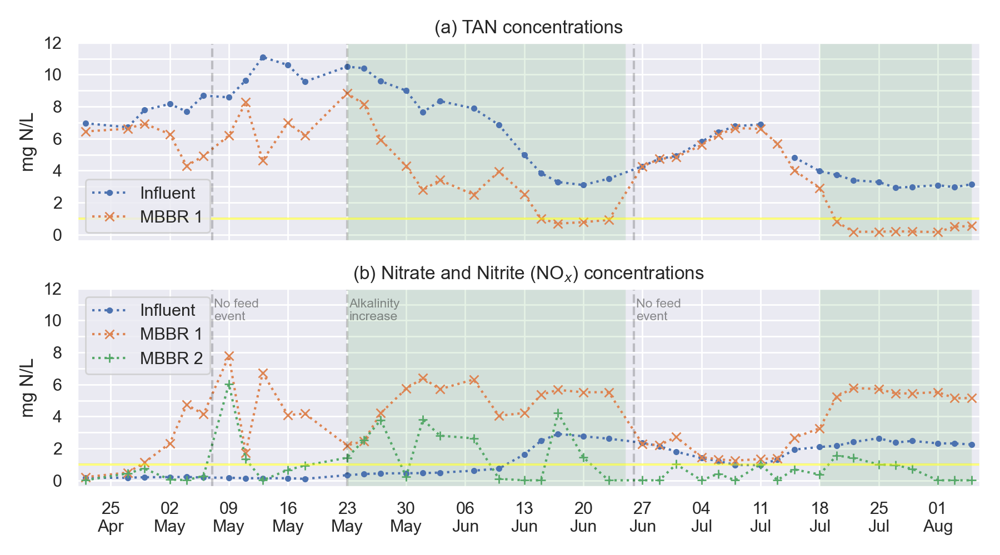 (a) TAN concentrations
12
10
8
6
4
2
0
mg N/L
Influent
MBBR 1
(b) Nitrate and Nitrite (NOₓ) concentrations
12
10
8
6
4
2
0
mg N/L
Influent
MBBR 1
MBBR 2
No feed
event
Alkalinity
increase
No feed
event
25 02 09 16 23 30 06 13 20 27 04 11 18 25 01
Apr May May May May May Jun Jun Jun Jun Jul Jul Jul Jul Aug